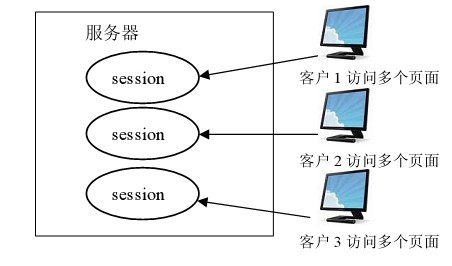 服务器
session
客户 1 访问多个页面
session
客户 2 访问多个页面
session
客户 3 访问多个页面